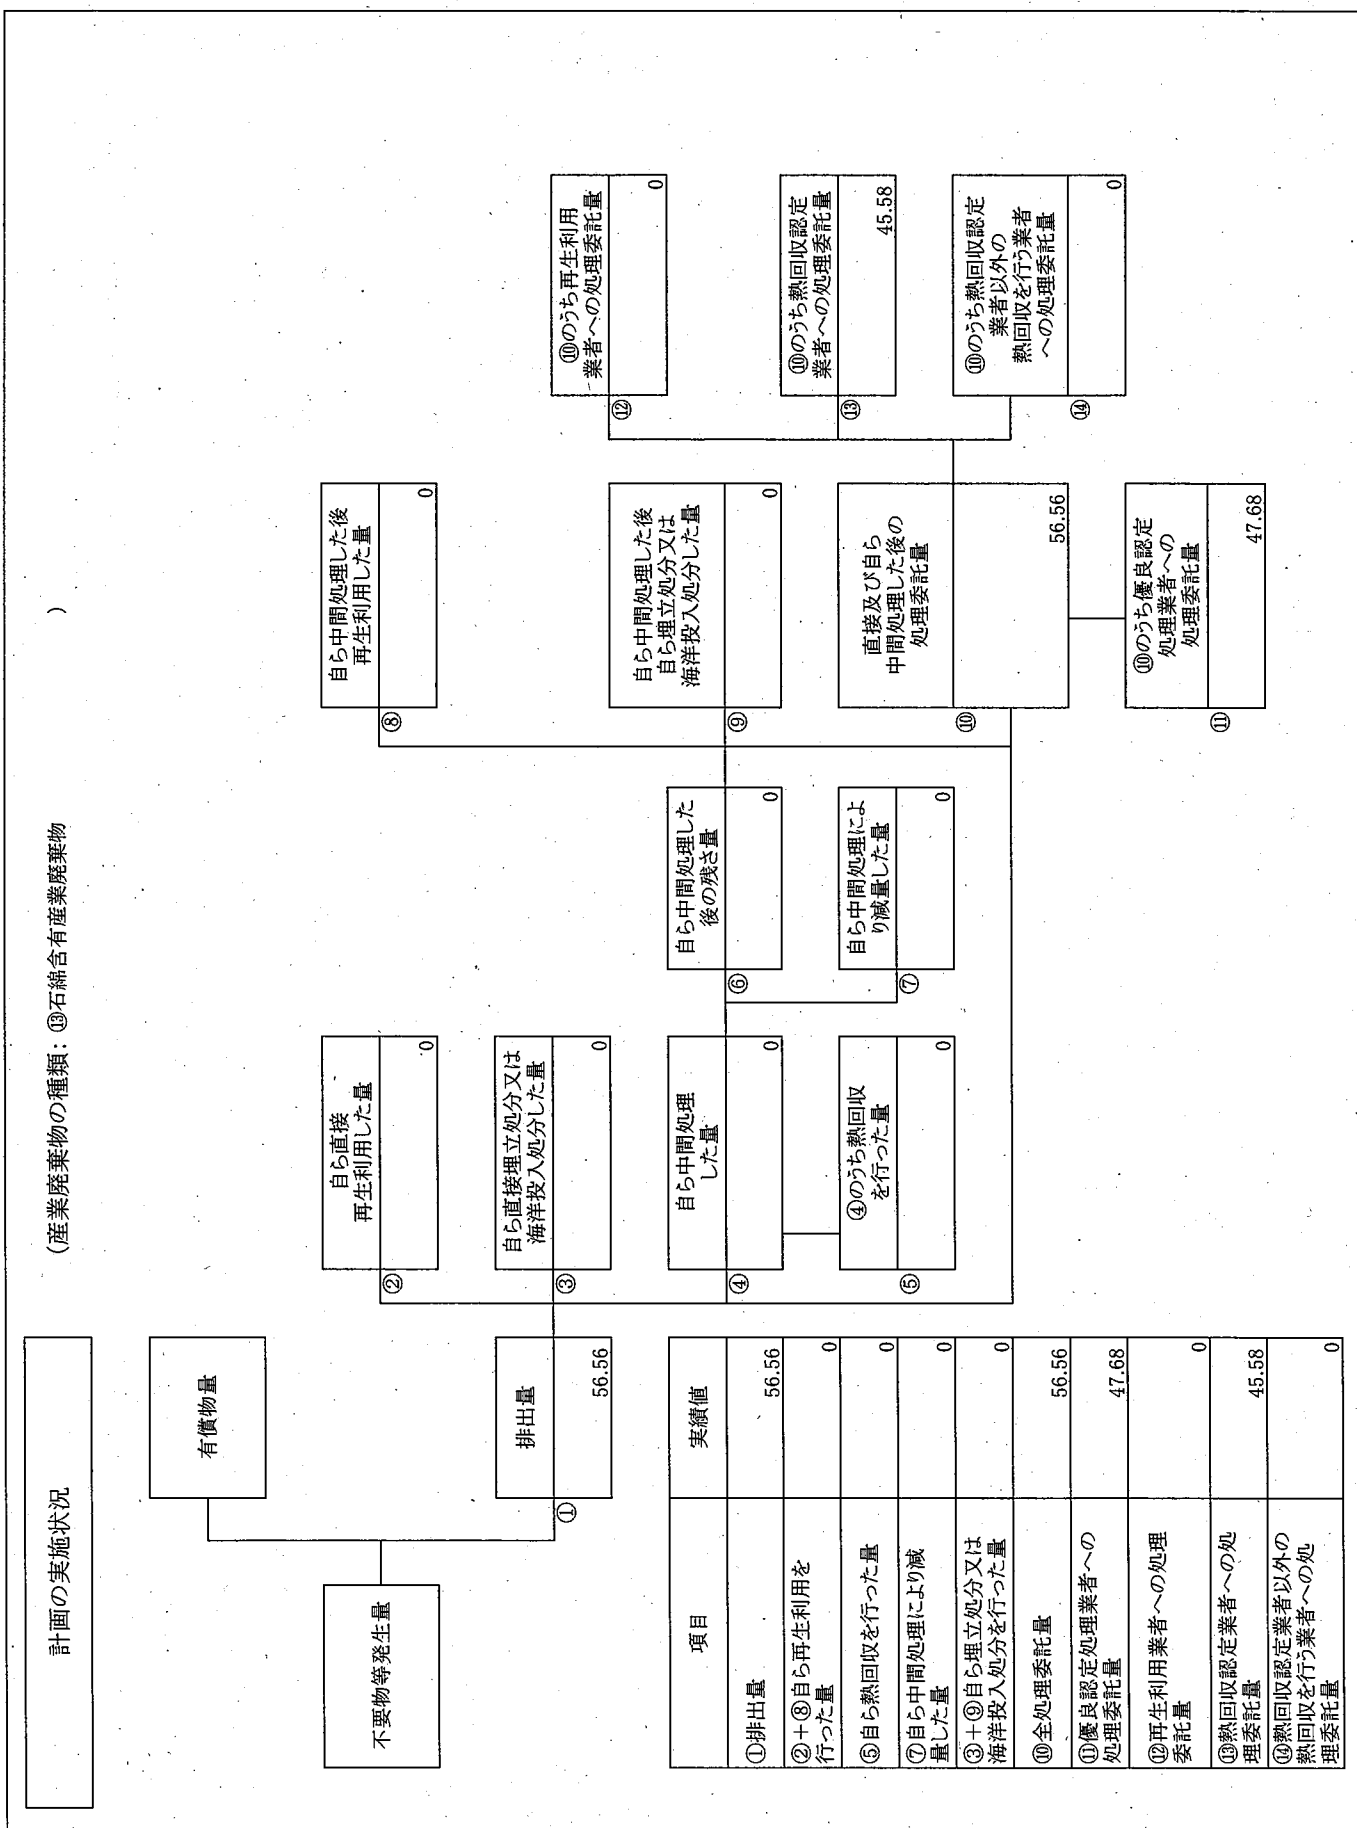 計画の実施状況
(産業廃棄物の種類：⑬石綿含有産業廃棄物 )
不要物等発生量
有償物量
排出量
①
56.56
自ら直接
再生利用した量
②
0
自ら直接埋立処分又は
海洋投入処分した量
③
0
自ら中間処理
した量
④
0
④のうち熱回収
を行った量
⑤
0
自ら中間処理した
後の残さ量
⑥
0
自ら中間処理によ
り減量した量
⑦
0
自ら中間処理した後
再生利用した量
⑧
0
自ら中間処理した後
自ら埋立処分又は
海洋投入処分した量
⑨
0
直接及び自ら
中間処理した後の
処理委託量
⑩
56.56
⑩のうち優良認定
処理業者への
処理委託量
⑪
47.68
⑩のうち再生利用
業者への処理委託量
⑫
0
⑩のうち熱回収認定
業者への処理委託量
⑬
45.58
⑩のうち熱回収認定
業者以外の
熱回収を行う業者
への処理委託量
⑭
0
項目 実績値
①排出量 56.56
②＋⑧自ら再生利用を
行った量 0
⑤自ら熱回収を行った量 0
⑦自ら中間処理により減
量した量 0
③＋⑨自ら埋立処分又は
海洋投入処分を行った量 0
⑩全処理委託量 56.56
⑪優良認定処理業者への
処理委託量 47.68
⑫再生利用業者への処理
委託量 0
⑬熱回収認定業者への処
理委託量 45.58
⑭熱回収認定業者以外の
熱回収を行う業者への処
理委託量 0